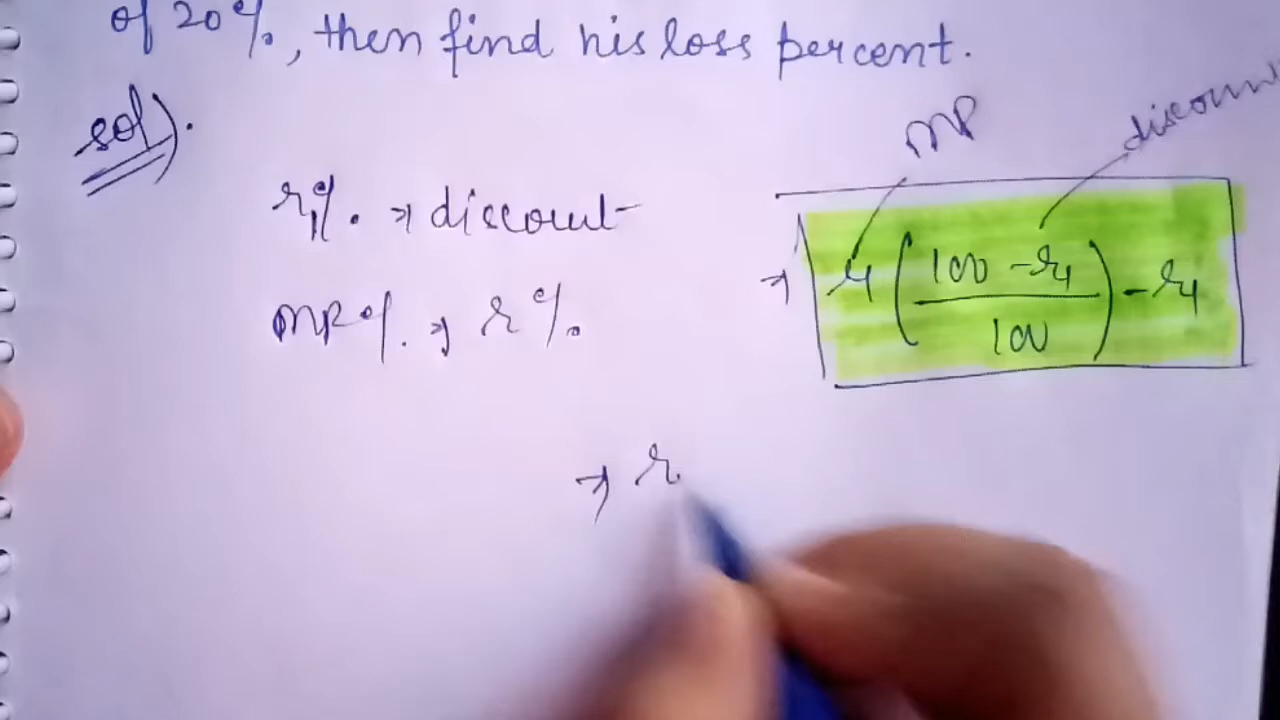 of 20%, then find his loss percent.
sol).
MP discount
r₁%. → discount
→ r₁ (100 - r₁ / 100) - r₁
MP%. → r%.
→ r